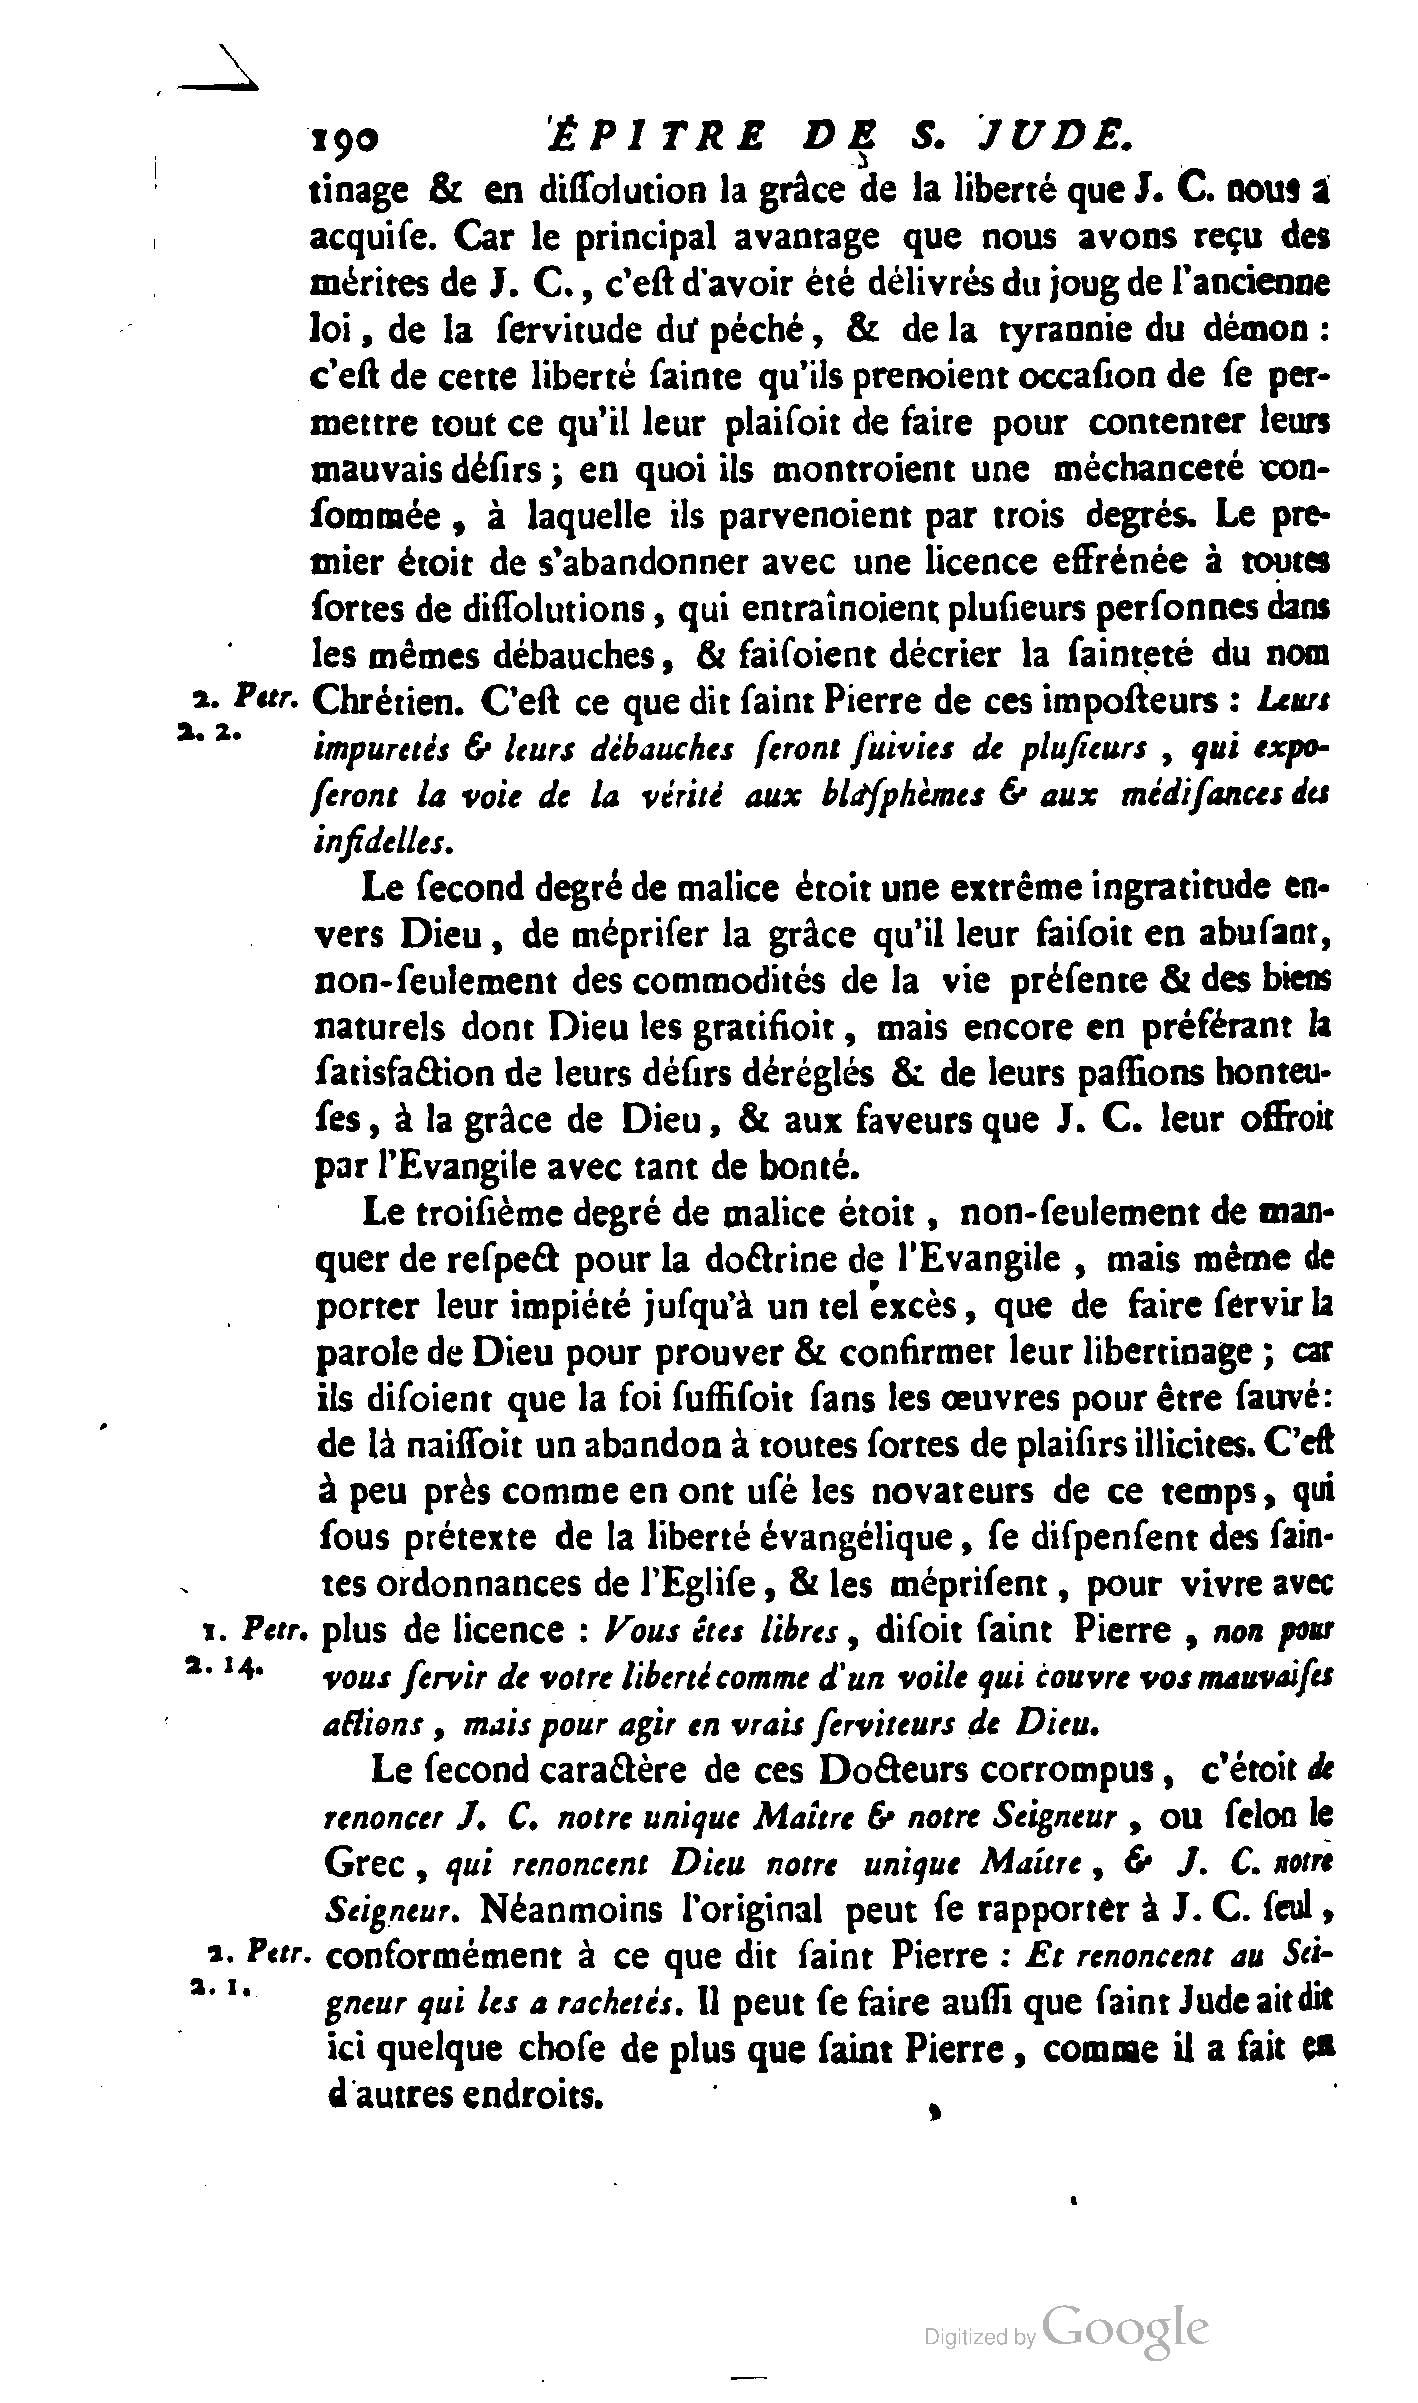 190 ÉPITRE DE S. JUDE.
tinage & en diſſolution la grâce de la liberté que J. C. nous a
acquiſe. Car le principal avantage que nous avons reçu des
mérites de J. C., c'eſt d'avoir été délivrés du joug de l'ancienne
loi, de la ſervitude du péché, & de la tyrannie du démon :
c'eſt de cette liberté ſainte qu'ils prenoient occaſion de ſe per-
mettre tout ce qu'il leur plaiſoit de faire pour contenter leurs
mauvais déſirs ; en quoi ils montroient une méchanceté con-
ſommée, à laquelle ils parvenoient par trois degrés. Le pre-
mier étoit de s'abandonner avec une licence effrénée à toutes
ſortes de diſſolutions, qui entraînoient pluſieurs perſonnes dans
les mêmes débauches, & faiſoient décrier la ſainteté du nom
2. Petr. Chrétien. C'eſt ce que dit ſaint Pierre de ces impoſteurs : Leurs
2. 2. impuretés & leurs débauches ſeront ſuivies de pluſieurs, qui expo-
ſeront la voie de la vérité aux blaſphèmes & aux médiſances des
infidelles.
Le ſecond degré de malice étoit une extrême ingratitude en-
vers Dieu, de mépriſer la grâce qu'il leur faiſoit en abuſant,
non-ſeulement des commodités de la vie préſente & des biens
naturels dont Dieu les gratifioit, mais encore en préférant la
ſatisfaction de leurs déſirs déréglés & de leurs paſſions honteu-
ſes, à la grâce de Dieu, & aux faveurs que J. C. leur offroit
par l'Evangile avec tant de bonté.
Le troiſième degré de malice étoit, non-ſeulement de man-
quer de reſpect pour la doctrine de l'Evangile, mais même de
porter leur impiété juſqu'à un tel excès, que de faire ſervir la
parole de Dieu pour prouver & confirmer leur libertinage ; car
ils diſoient que la foi ſuffiſoit ſans les œuvres pour être ſauvé:
de là naiſſoit un abandon à toutes ſortes de plaiſirs illicites. C'eſt
à peu près comme en ont uſé les novateurs de ce temps, qui
ſous prétexte de la liberté évangélique, ſe diſpenſent des ſain-
tes ordonnances de l'Egliſe, & les mépriſent, pour vivre avec
1. Petr. plus de licence : Vous êtes libres, diſoit ſaint Pierre, non pour
2. 14. vous ſervir de votre liberté comme d'un voile qui couvre vos mauvaiſes
actions, mais pour agir en vrais ſerviteurs de Dieu.
Le ſecond caractère de ces Docteurs corrompus, c'étoit de
renoncer J. C. notre unique Maître & notre Seigneur, ou ſelon le
Grec, qui renoncent Dieu notre unique Maître, & J. C. notre
Seigneur. Néanmoins l'original peut ſe rapporter à J. C. ſeul,
2. Petr. conformément à ce que dit ſaint Pierre : Et renoncent au Sei-
2. 1. gneur qui les a rachetés. Il peut ſe faire auſſi que ſaint Jude ait dit
ici quelque choſe de plus que ſaint Pierre, comme il a fait en
d'autres endroits.
Digitized by Google